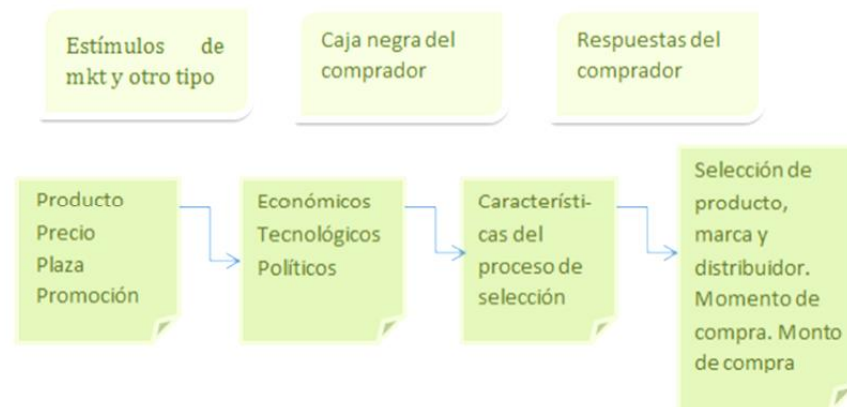 Estímulos de
mkt y otro tipo
Caja negra del
comprador
Respuestas del
comprador
Producto
Precio
Plaza
Promoción
Económicos
Tecnológicos
Políticos
Característi-
cas del
proceso de
selección
Selección de
producto,
marca y
distribuidor.
Momento de
compra. Monto
de compra